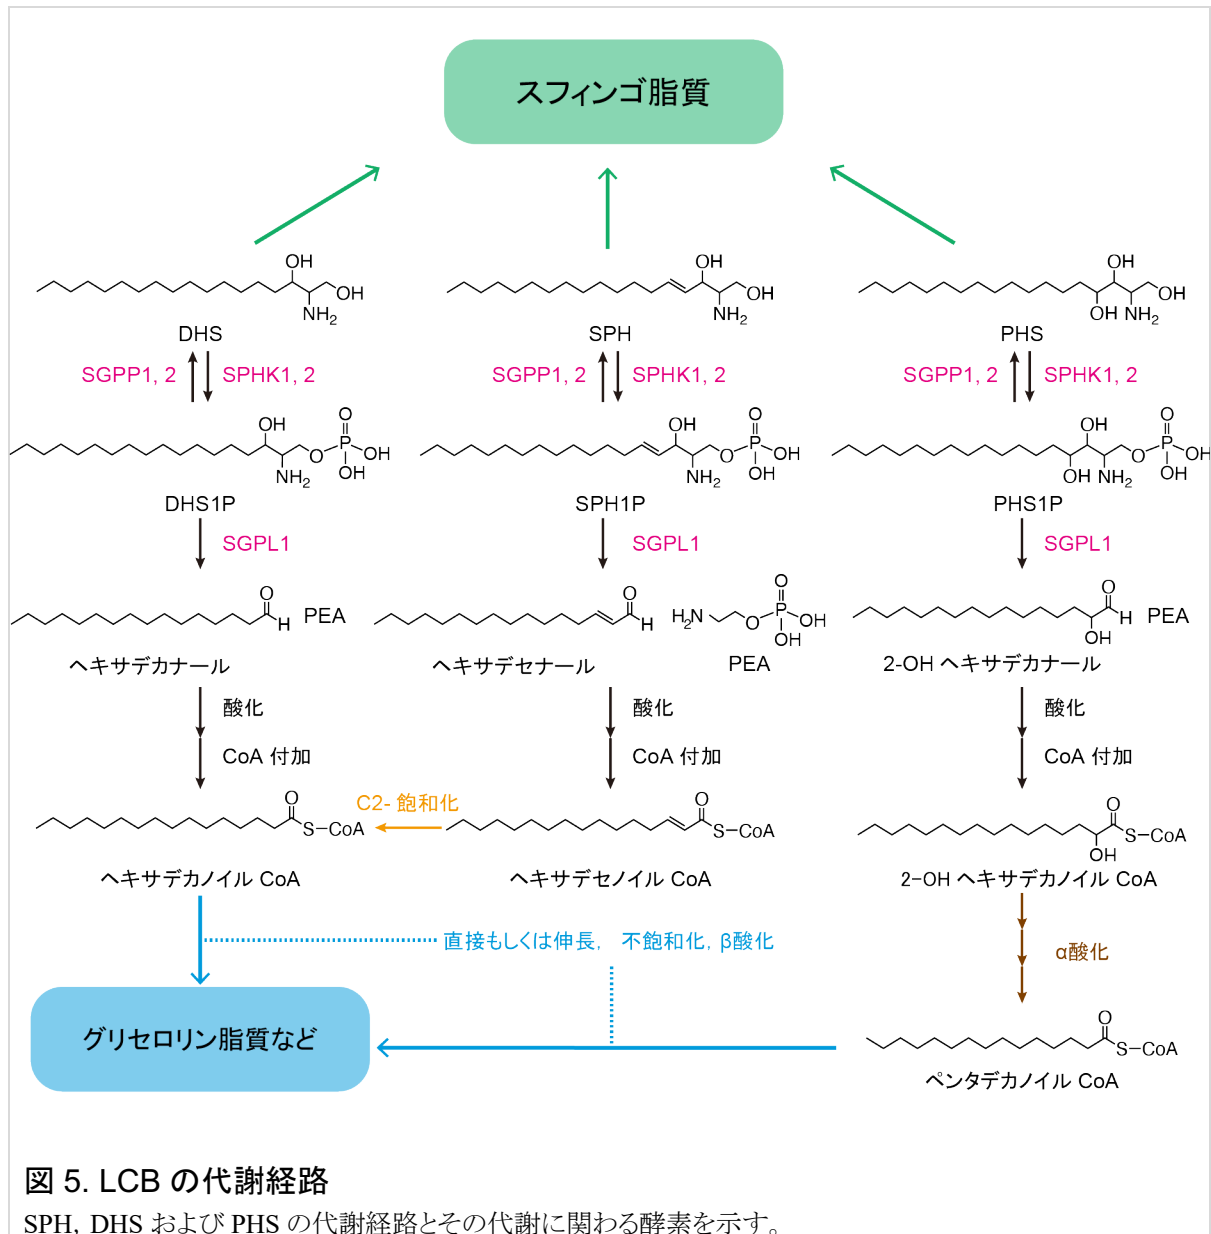 スフィンゴ脂質
OH
OH
NH2
DHS
OH
OH
NH2
SPH
OH
OH
OH
NH2
PHS
SGPP1, 2
SPHK1, 2
SGPP1, 2
SPHK1, 2
SGPP1, 2
SPHK1, 2
OH
O
O
P
OH
OH
NH2
DHS1P
OH
O
O
P
OH
OH
NH2
SPH1P
OH
O
O
P
OH
OH
OH
NH2
PHS1P
SGPL1
SGPL1
SGPL1
O
H
PEA
ヘキサデカナール
O
H
ヘキサデセナール
H2N
O
O
P
OH
OH
PEA
O
H
OH
PEA
2-OH ヘキサデカナール
酸化
酸化
酸化
CoA 付加
CoA 付加
CoA 付加
O
S–CoA
ヘキサデカノイル CoA
C2- 飽和化
O
S–CoA
ヘキサデセノイル CoA
O
S–CoA
OH
2-OH ヘキサデカノイル CoA
直接もしくは伸長, 不飽和化, β酸化
α酸化
グリセロリン脂質など
O
S–CoA
ペンタデカノイル CoA
図 5. LCB の代謝経路
SPH, DHS および PHS の代謝経路とその代謝に関わる酵素を示す。